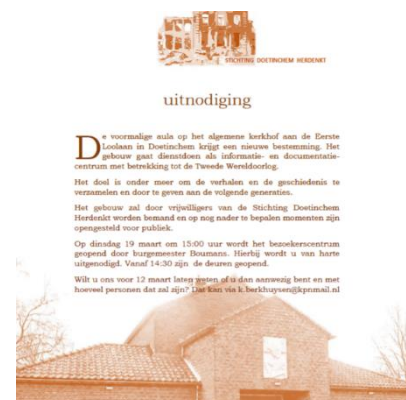 STICHTING DOETINCHEM HERDENKT
uitnodiging
De voormalige aula op het algemene kerkhof aan de Eerste
Loolaan in Doetinchem krijgt een nieuwe bestemming. Het
gebouw gaat dienstdoen als informatie- en documentatie-
centrum met betrekking tot de Tweede Wereldoorlog.
Het doel is onder meer om de verhalen en de geschiedenis te
verzamelen en door te geven aan de volgende generaties.
Het gebouw zal door vrijwilligers van de Stichting Doetinchem
Herdenkt worden bemand en op nog nader te bepalen momenten zijn
opengesteld voor publiek.
Op dinsdag 19 maart om 15:00 uur wordt het bezoekerscentrum
geopend door burgemeester Boumans. Hierbij wordt u van harte
uitgenodigd. Vanaf 14:30 zijn de deuren geopend.
Wilt u ons voor 12 maart laten weten of u dan aanwezig bent en met
hoeveel personen dat zal zijn? Dat kan via k.berkhuysen@kpnmail.nl